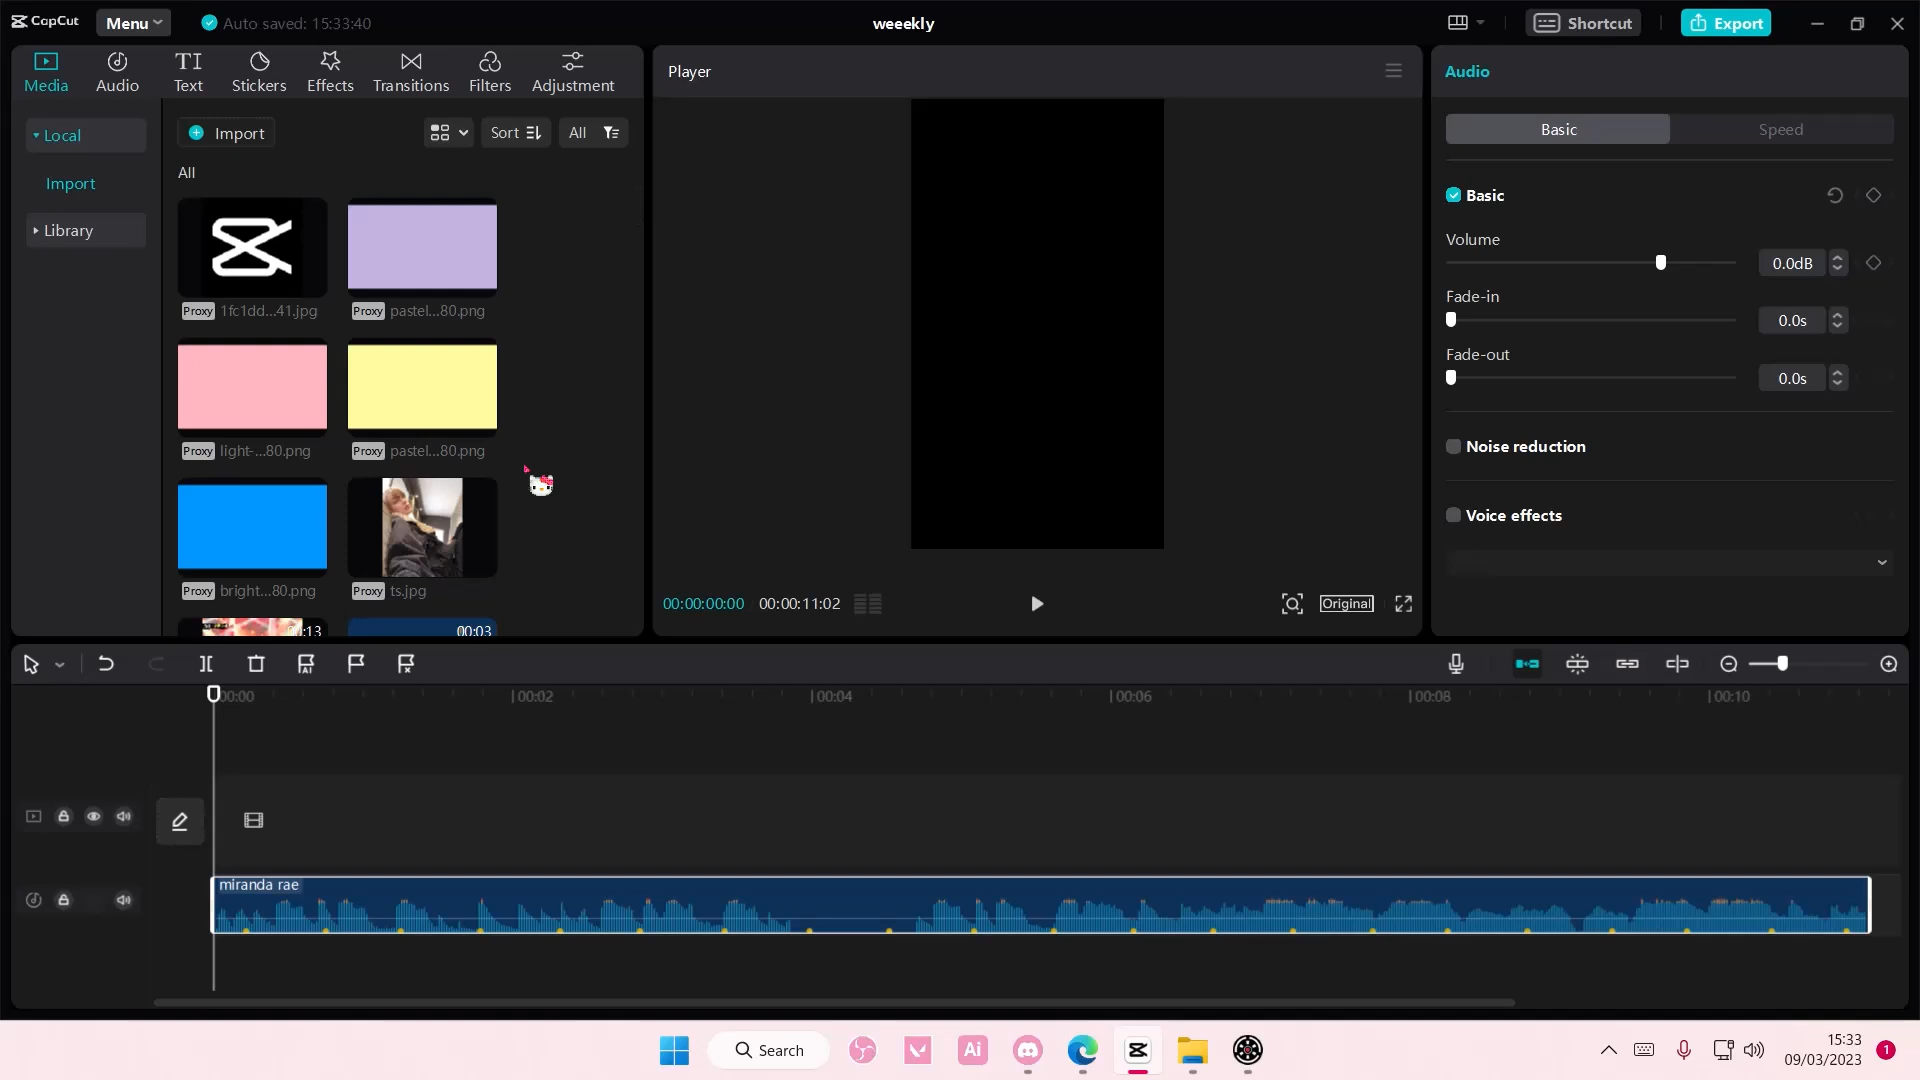 CapCut
Menu
Auto saved: 15:33:40
weeekly
Shortcut
Export
Media
Audio
TI
Text
Stickers
Effects
Transitions
Filters
Adjustment
Player
Audio
Local
Import
Library
Import
Sort
All
All
Proxy 1fc1dd...41.jpg
Proxy pastel...80.png
Proxy light-...80.png
Proxy pastel...80.png
Proxy bright...80.png
Proxy ts.jpg
00:13
00:03
00:00:00:00
00:00:11:02
Original
Basic
Speed
Basic
Volume
0.0dB
Fade-in
0.0s
Fade-out
0.0s
Noise reduction
Voice effects
00:00
00:02
00:04
00:06
00:08
00:10
miranda rae
Search
Ai
15:33
09/03/2023
1